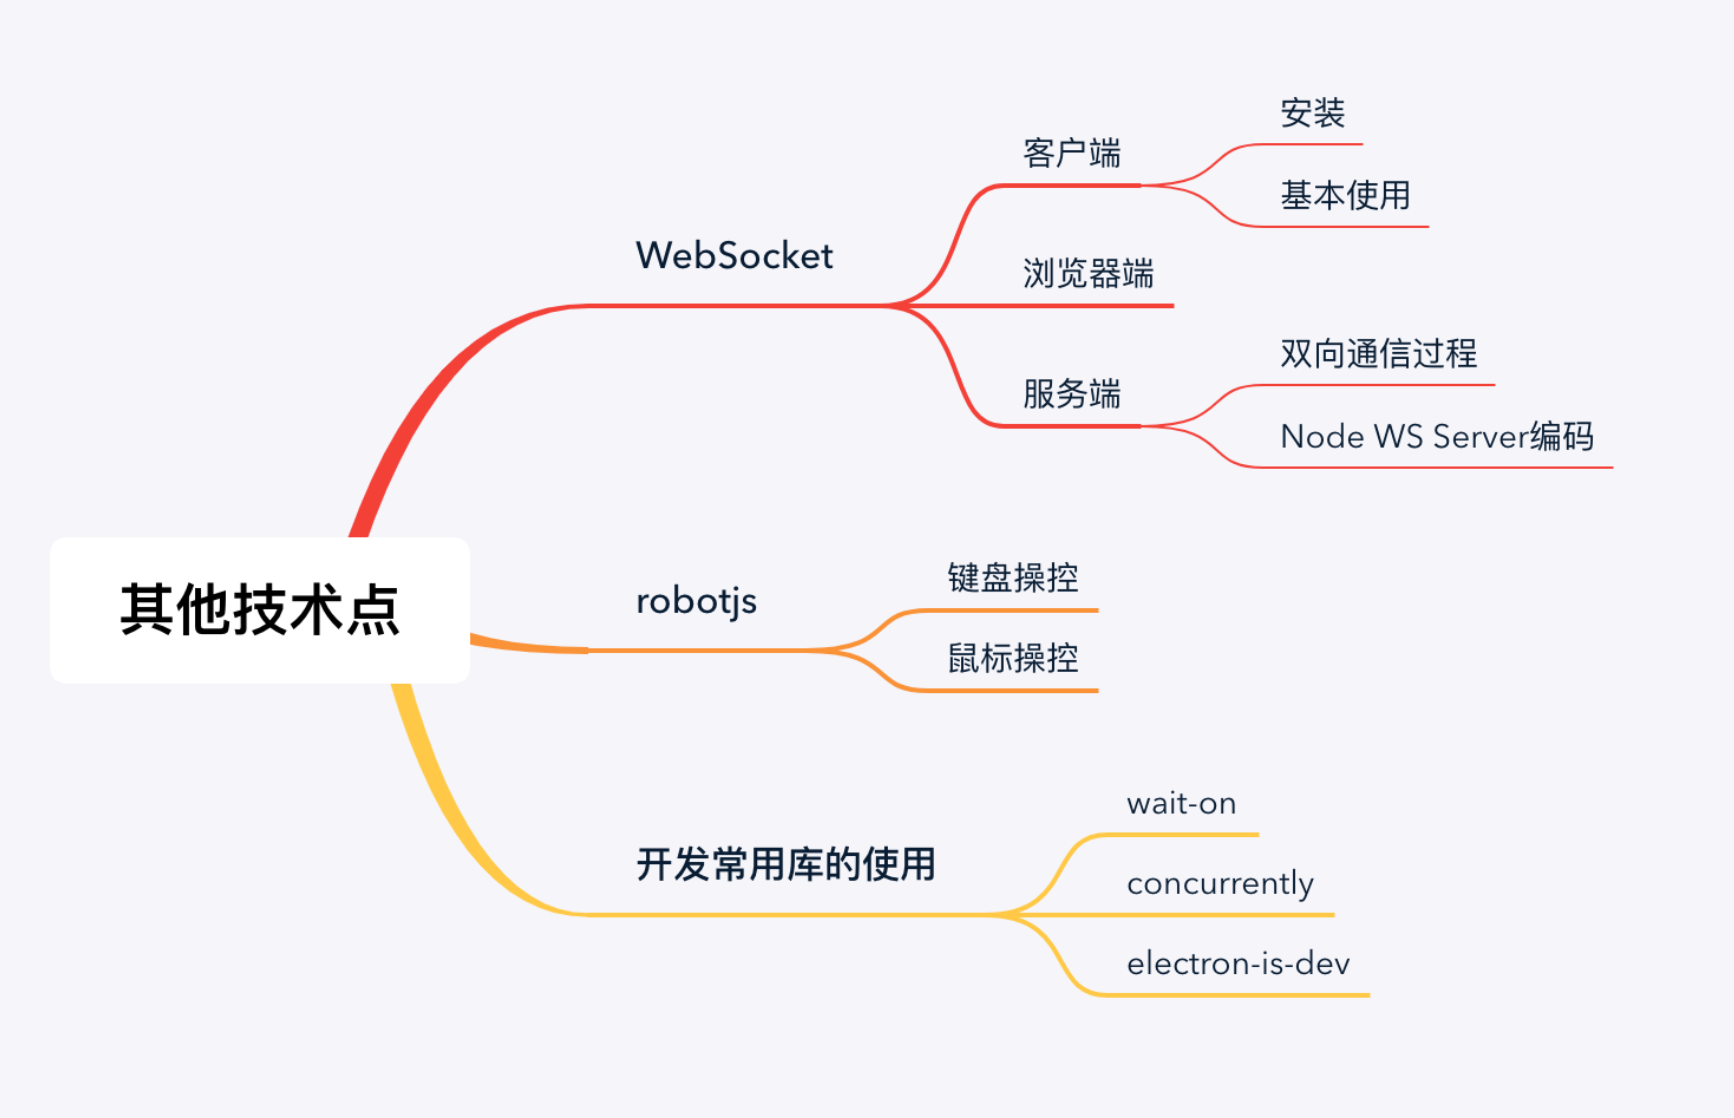 其他技术点
WebSocket
客户端
安装
基本使用
浏览器端
服务端
双向通信过程
Node WS Server编码
robotjs
键盘操控
鼠标操控
开发常用库的使用
wait-on
concurrently
electron-is-dev